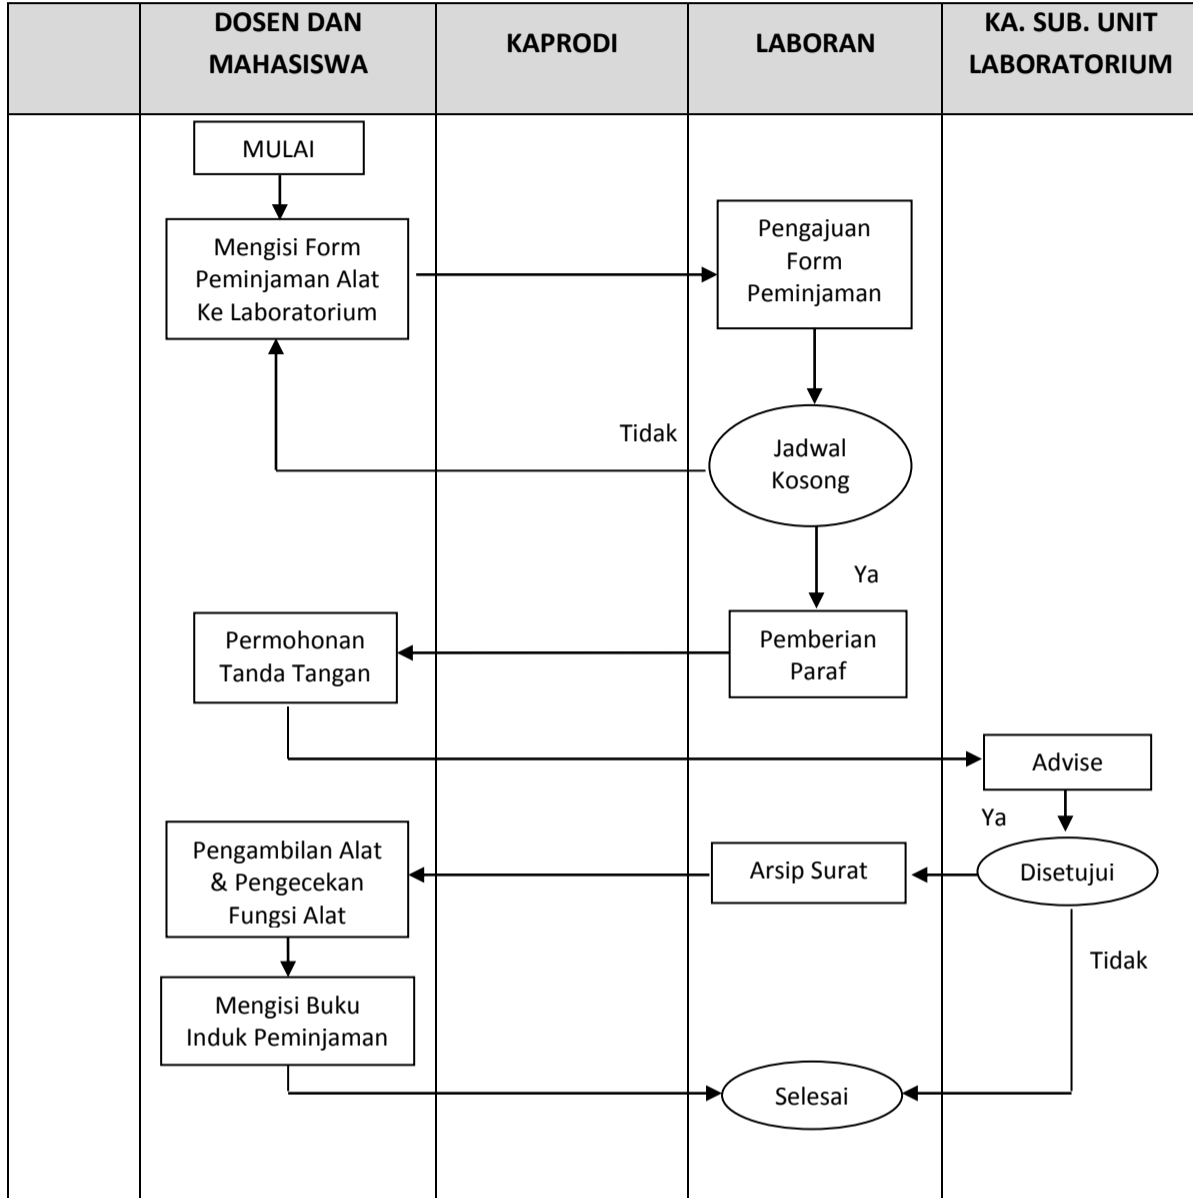 DOSEN DAN
MAHASISWA
KAPRODI
LABORAN
KA. SUB. UNIT
LABORATORIUM
MULAI
Mengisi Form
Peminjaman Alat
Ke Laboratorium
Pengajuan
Form
Peminjaman
Tidak
Jadwal
Kosong
Ya
Permohonan
Tanda Tangan
Pemberian
Paraf
Advise
Ya
Pengambilan Alat
& Pengecekan
Fungsi Alat
Arsip Surat
Disetujui
Tidak
Mengisi Buku
Induk Peminjaman
Selesai